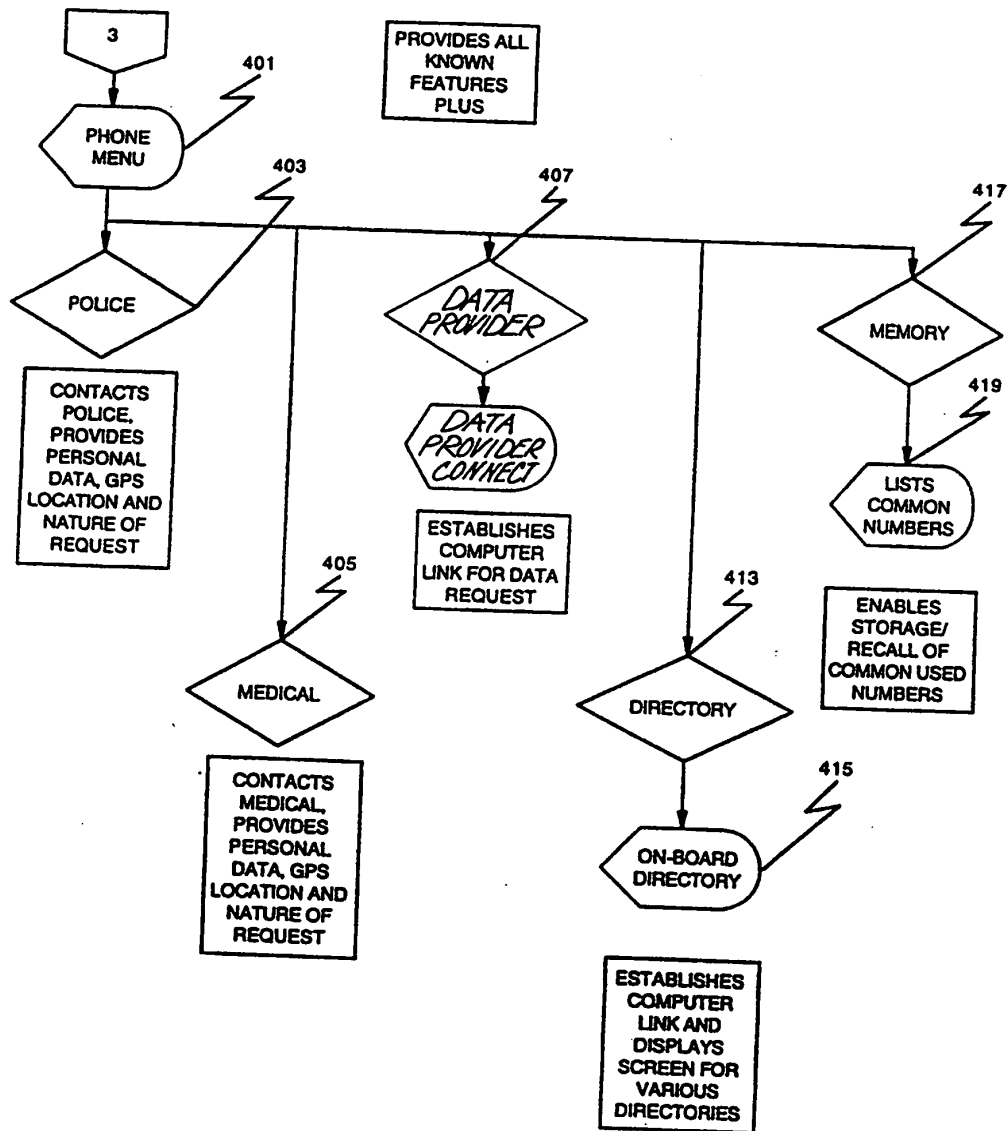 3
PROVIDES ALL
KNOWN
FEATURES
PLUS
401
PHONE
MENU
403
407
417
POLICE
DATA
PROVIDER
MEMORY
CONTACTS
POLICE,
PROVIDES
PERSONAL
DATA, GPS
LOCATION AND
NATURE OF
REQUEST
DATA
PROVIDER
CONNECT
419
LISTS
COMMON
NUMBERS
ESTABLISHES
COMPUTER
LINK FOR DATA
REQUEST
405
413
ENABLES
STORAGE/
RECALL OF
COMMON USED
NUMBERS
MEDICAL
DIRECTORY
CONTACTS
MEDICAL,
PROVIDES
PERSONAL
DATA, GPS
LOCATION AND
NATURE OF
REQUEST
415
ON-BOARD
DIRECTORY
ESTABLISHES
COMPUTER
LINK AND
DISPLAYS
SCREEN FOR
VARIOUS
DIRECTORIES